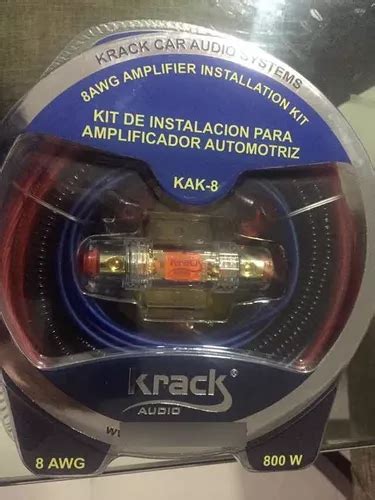 KRACK CAR AUDIO SYSTEMS
8AWG AMPLIFIER INSTALLATION KIT
KIT DE INSTALACION PARA
AMPLIFICADOR AUTOMOTRIZ
KAK-8
Krack
Krack®
AUDIO
8 AWG
800 W